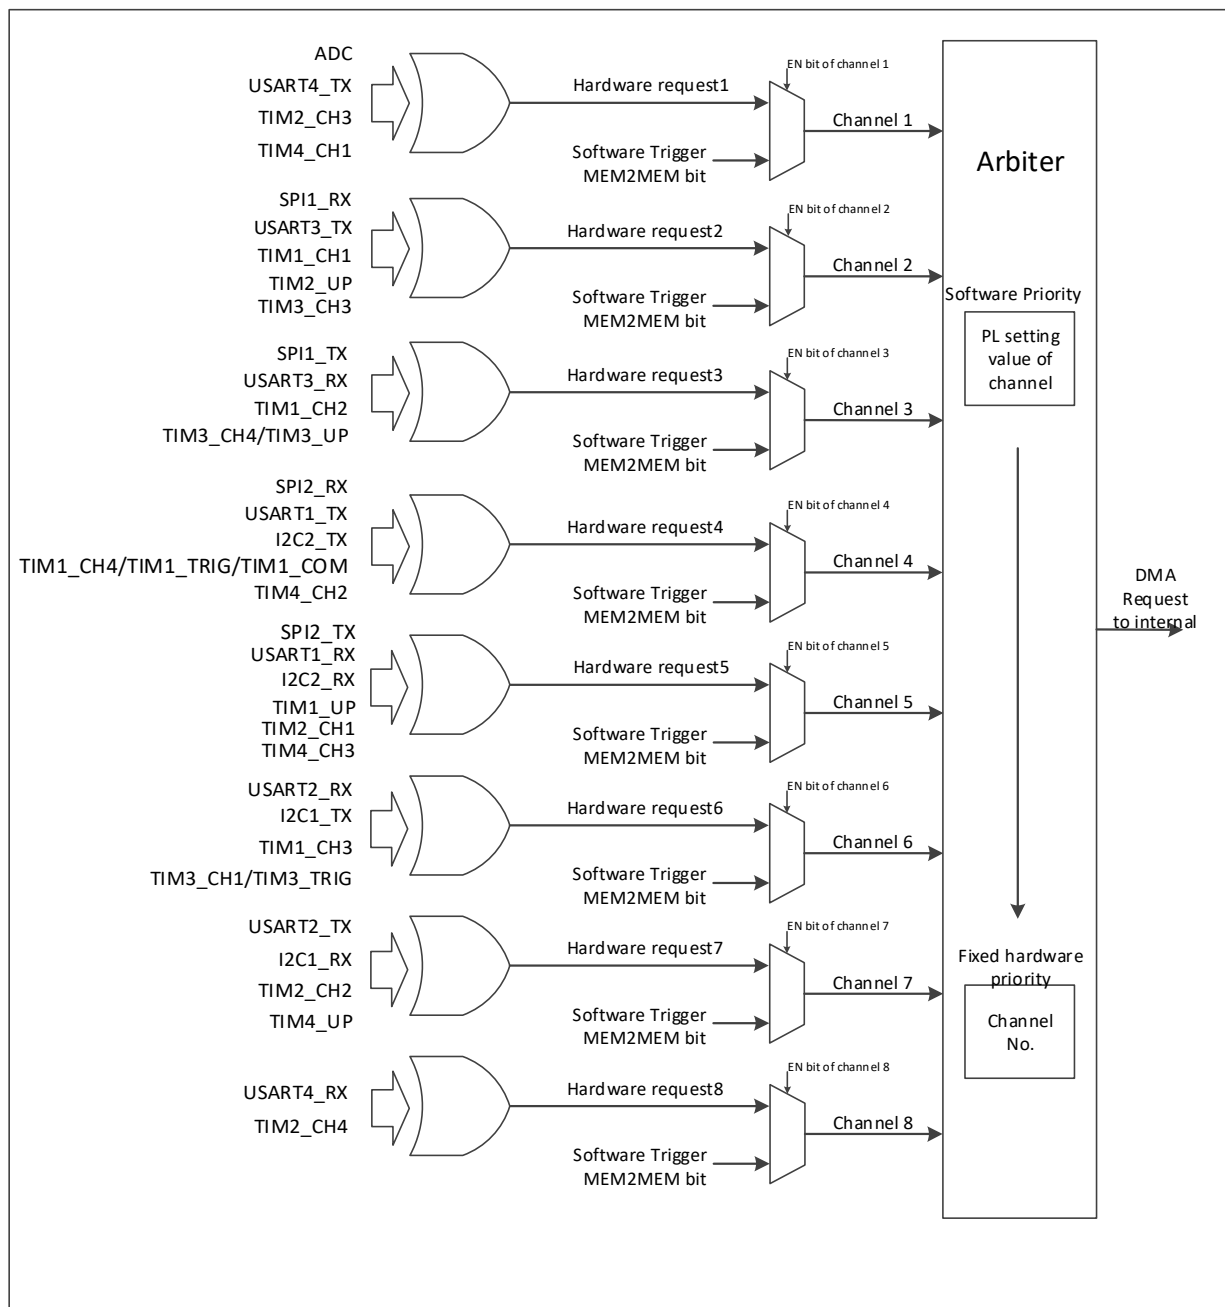 ADC
USART4_TX
TIM2_CH3
TIM4_CH1
Hardware request1
Software Trigger
MEM2MEM bit
EN bit of channel 1
Channel 1
SPI1_RX
USART3_TX
TIM1_CH1
TIM2_UP
TIM3_CH3
Hardware request2
Software Trigger
MEM2MEM bit
EN bit of channel 2
Channel 2
SPI1_TX
USART3_RX
TIM1_CH2
TIM3_CH4/TIM3_UP
Hardware request3
Software Trigger
MEM2MEM bit
EN bit of channel 3
Channel 3
SPI2_RX
USART1_TX
I2C2_TX
TIM1_CH4/TIM1_TRIG/TIM1_COM
TIM4_CH2
Hardware request4
Software Trigger
MEM2MEM bit
EN bit of channel 4
Channel 4
SPI2_TX
USART1_RX
I2C2_RX
TIM1_UP
TIM2_CH1
TIM4_CH3
Hardware request5
Software Trigger
MEM2MEM bit
EN bit of channel 5
Channel 5
USART2_RX
I2C1_TX
TIM1_CH3
TIM3_CH1/TIM3_TRIG
Hardware request6
Software Trigger
MEM2MEM bit
EN bit of channel 6
Channel 6
USART2_TX
I2C1_RX
TIM2_CH2
TIM4_UP
Hardware request7
Software Trigger
MEM2MEM bit
EN bit of channel 7
Channel 7
USART4_RX
TIM2_CH4
Hardware request8
Software Trigger
MEM2MEM bit
EN bit of channel 8
Channel 8
Arbiter
Software Priority
PL setting
value of
channel
Fixed hardware
priority
Channel
No.
DMA
Request
to internal